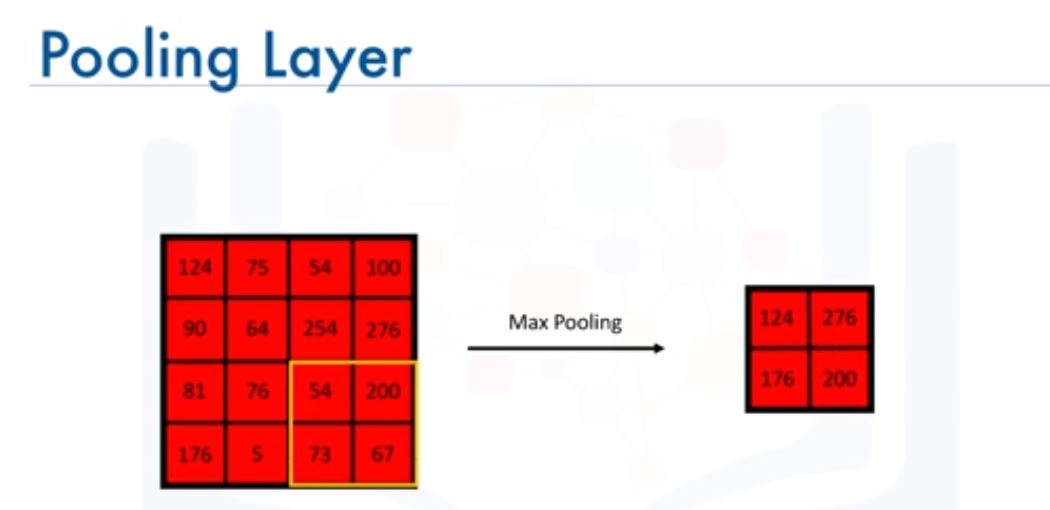 Pooling Layer
124 75 54 100
90 64 254 276
81 76 54 200
176 5 73 67
Max Pooling
124 276
176 200